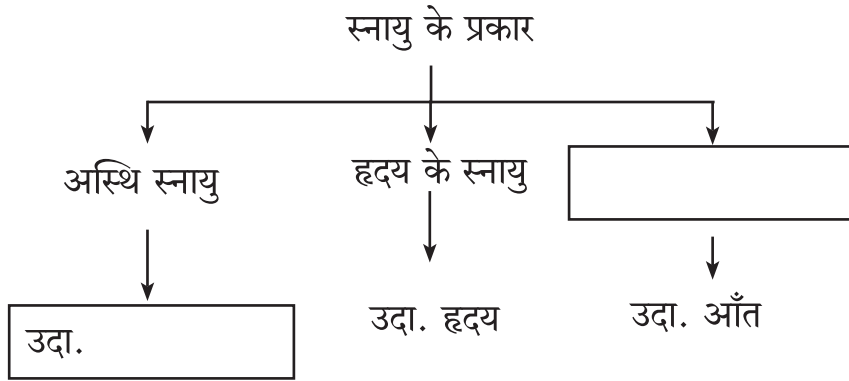 स्नायु के प्रकार
अस्थि स्नायु
हृदय के स्नायु
उदा.
उदा. हृदय
उदा. आँत